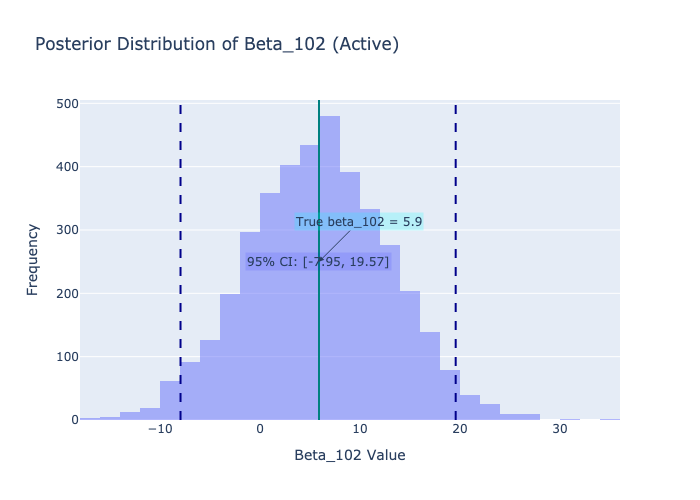 Posterior Distribution of Beta_102 (Active)
500
400
300
200
100
0
Frequency
True beta_102 = 5.9
95% CI: [-7.95, 19.57]
−10
0
10
20
30
Beta_102 Value